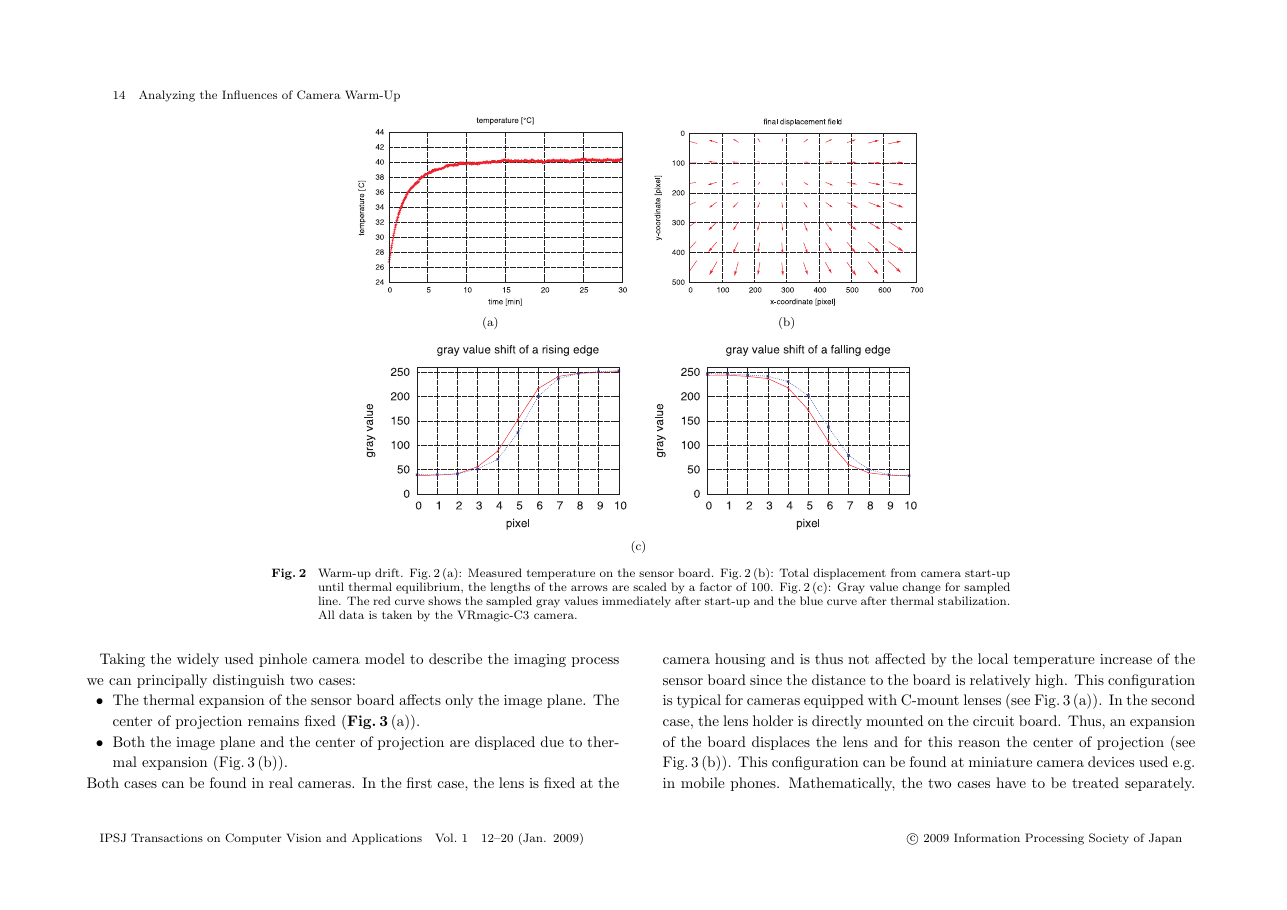 14 Analyzing the Influences of Camera Warm-Up
temperature [°C]
44
42
40
38
36
34
32
30
28
26
24
temperature [C]
0 5 10 15 20 25 30
time [min]
(a)
final displacement field
0
100
200
300
400
500
y-coordinate [pixel]
0 100 200 300 400 500 600 700
x-coordinate [pixel]
(b)
gray value shift of a rising edge
250
200
150
100
50
0
gray value
0 1 2 3 4 5 6 7 8 9 10
pixel
gray value shift of a falling edge
250
200
150
100
50
0
gray value
0 1 2 3 4 5 6 7 8 9 10
pixel
(c)
Fig. 2 Warm-up drift. Fig. 2 (a): Measured temperature on the sensor board. Fig. 2 (b): Total displacement from camera start-up
until thermal equilibrium, the lengths of the arrows are scaled by a factor of 100. Fig. 2 (c): Gray value change for sampled
line. The red curve shows the sampled gray values immediately after start-up and the blue curve after thermal stabilization.
All data is taken by the VRmagic-C3 camera.
Taking the widely used pinhole camera model to describe the imaging process
we can principally distinguish two cases:
• The thermal expansion of the sensor board affects only the image plane. The
center of projection remains fixed (Fig. 3 (a)).
• Both the image plane and the center of projection are displaced due to ther-
mal expansion (Fig. 3 (b)).
Both cases can be found in real cameras. In the first case, the lens is fixed at the
camera housing and is thus not affected by the local temperature increase of the
sensor board since the distance to the board is relatively high. This configuration
is typical for cameras equipped with C-mount lenses (see Fig. 3 (a)). In the second
case, the lens holder is directly mounted on the circuit board. Thus, an expansion
of the board displaces the lens and for this reason the center of projection (see
Fig. 3 (b)). This configuration can be found at miniature camera devices used e.g.
in mobile phones. Mathematically, the two cases have to be treated separately.
IPSJ Transactions on Computer Vision and Applications Vol. 1 12–20 (Jan. 2009)
© 2009 Information Processing Society of Japan